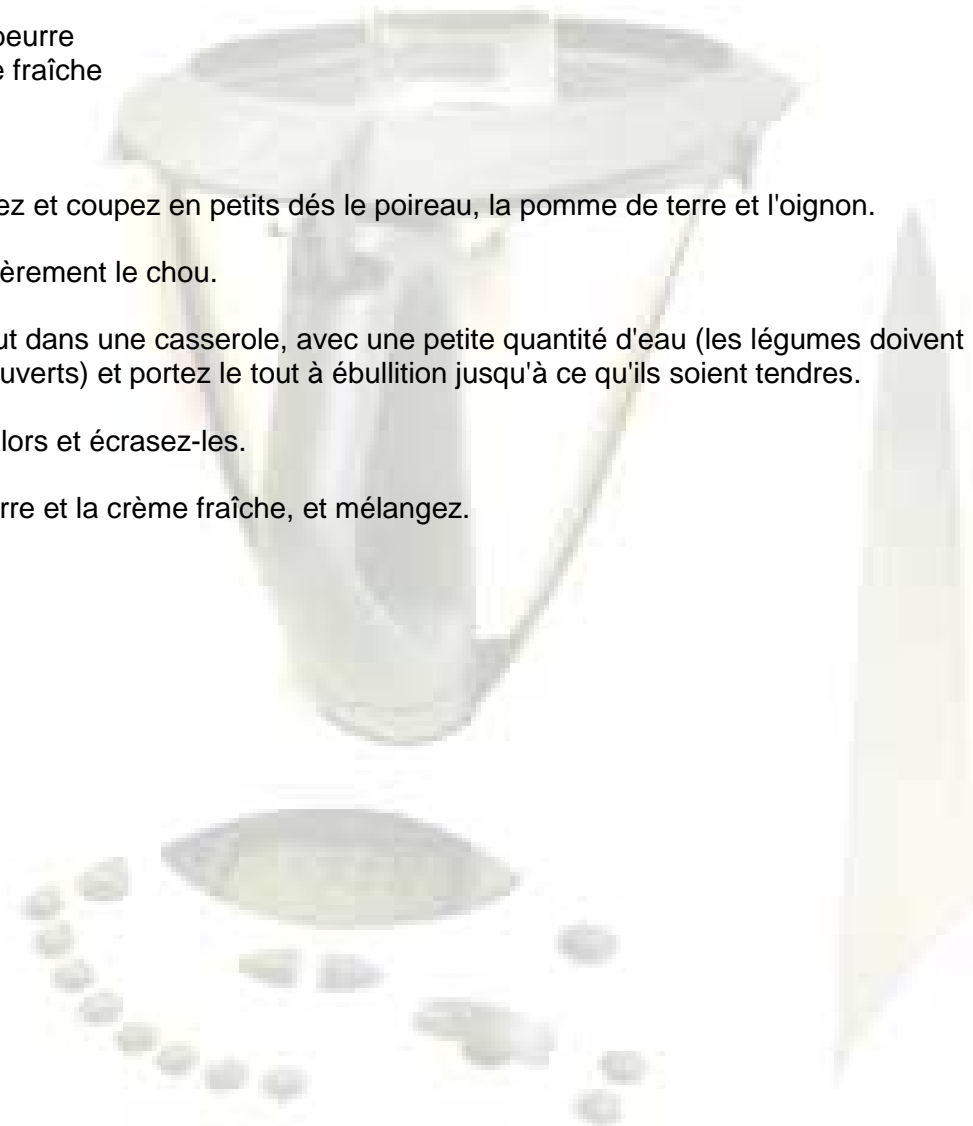 beurre
e fraîche
ez et coupez en petits dés le poireau, la pomme de terre et l'oignon.
èrement le chou.
ut dans une casserole, avec une petite quantité d'eau (les légumes doivent
uverts) et portez le tout à ébullition jusqu'à ce qu'ils soient tendres.
lors et écrasez-les.
rre et la crème fraîche, et mélangez.